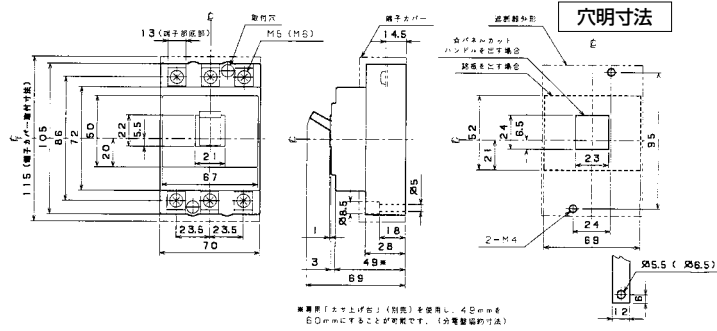 穴明寸法
℄
取付穴
端子カバー
遮断器外形
13(端子部底部)
M5(M6)
14.5
☆パネルカット
ハンドルを出す場合
銘板を出す場合
115(端子カバー取付寸法)
105
86
72
50
20
22
5.5
21
67
23.5
23.5
70
℄
℄
1
3
ø8.5
ø5
18
28
49※
69
℄
℄
52
21
24
6.5
23
95
24
69
2-M4
ø5.5(ø6.5)
6
12
※専用「カサ上げ台」(別売)を使用し、49mmを
60mmにすることが可能です。(分電盤協約寸法)